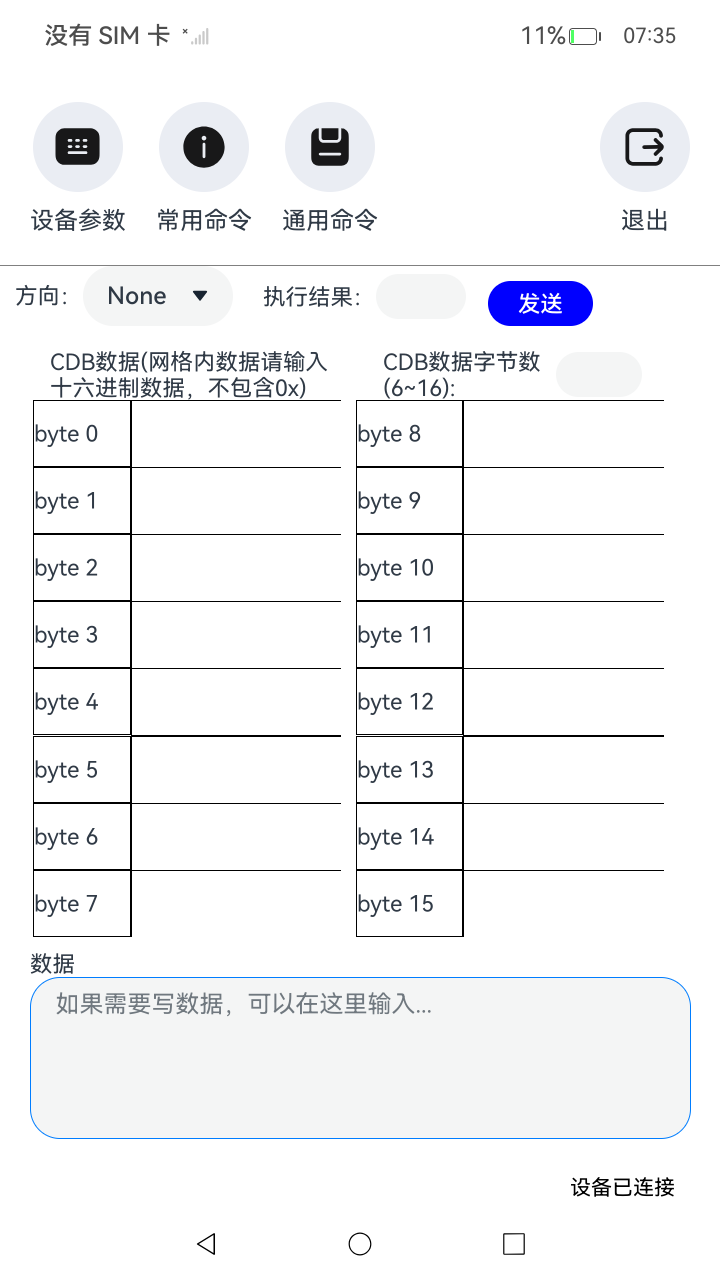 没有 SIM 卡 11% 07:35
设备参数 常用命令 通用命令 退出
方向: None 执行结果: 发送
CDB数据(网格内数据请输入
十六进制数据，不包含0x)
CDB数据字节数
(6~16):
byte 0 byte 8
byte 1 byte 9
byte 2 byte 10
byte 3 byte 11
byte 4 byte 12
byte 5 byte 13
byte 6 byte 14
byte 7 byte 15
数据
如果需要写数据，可以在这里输入...
设备已连接